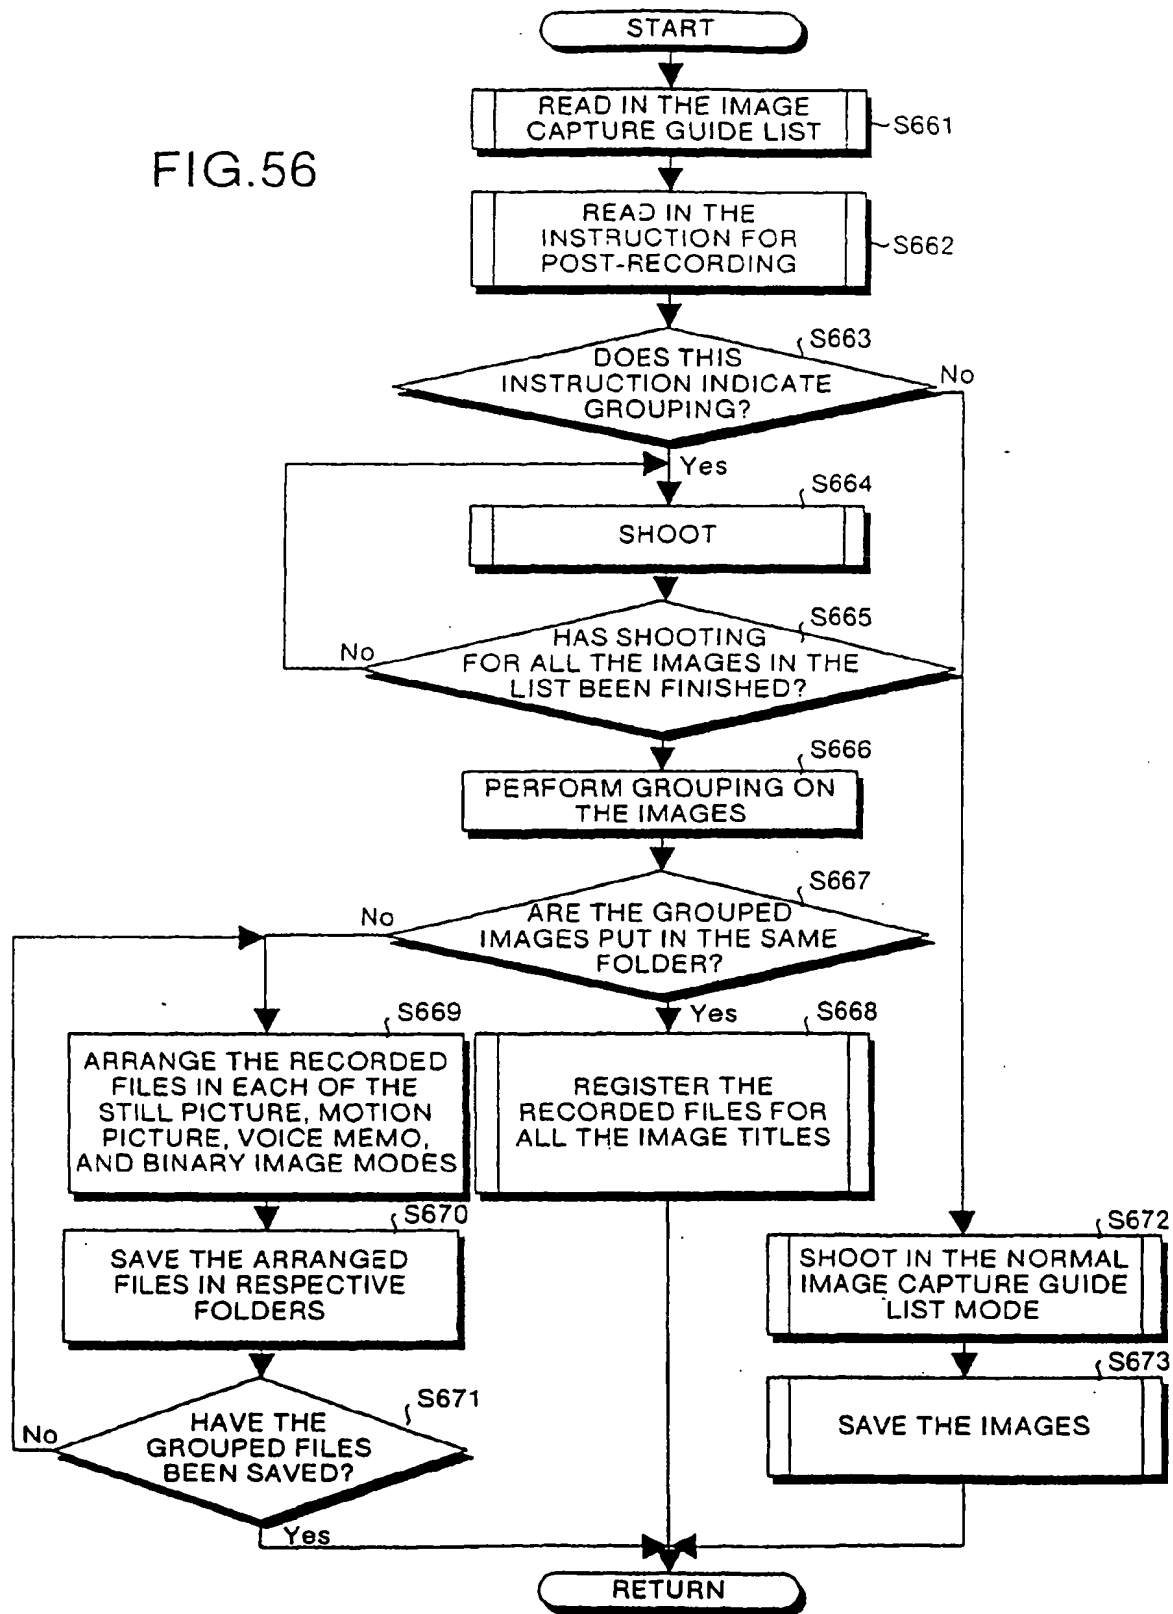 START
READ IN THE IMAGE
CAPTURE GUIDE LIST
S661
FIG.56
READ IN THE
INSTRUCTION FOR
POST-RECORDING
S662
S663
DOES THIS
INSTRUCTION INDICATE
GROUPING?
No
Yes
S664
SHOOT
S665
HAS SHOOTING
FOR ALL THE IMAGES IN THE
LIST BEEN FINISHED?
No
S666
PERFORM GROUPING ON
THE IMAGES
S667
ARE THE GROUPED
IMAGES PUT IN THE SAME
FOLDER?
No
Yes
S669
ARRANGE THE RECORDED
FILES IN EACH OF THE
STILL PICTURE, MOTION
PICTURE, VOICE MEMO,
AND BINARY IMAGE MODES
S668
REGISTER THE
RECORDED FILES FOR
ALL THE IMAGE TITLES
S670
SAVE THE ARRANGED
FILES IN RESPECTIVE
FOLDERS
S672
SHOOT IN THE NORMAL
IMAGE CAPTURE GUIDE
LIST MODE
S671
HAVE THE
GROUPED FILES
BEEN SAVED?
No
Yes
S673
SAVE THE IMAGES
RETURN